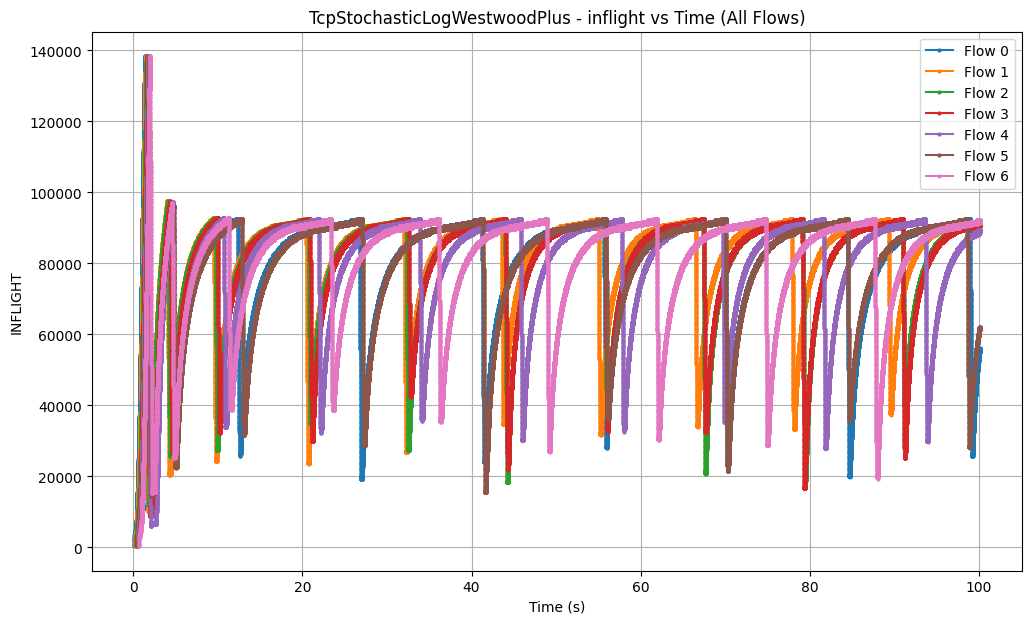 TcpStochasticLogWestwoodPlus - inflight vs Time (All Flows)
140000
120000
100000
80000
60000
40000
20000
0
INFLIGHT
0
20
40
60
80
100
Time (s)
Flow 0
Flow 1
Flow 2
Flow 3
Flow 4
Flow 5
Flow 6